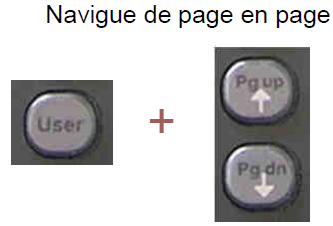 Navigue de page en page
User
+
Pg up
Pg dn